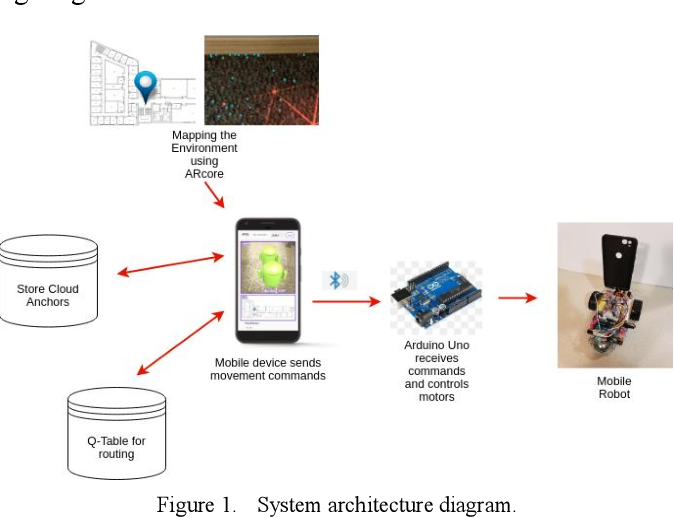 Mapping the
Environment
using
ARcore
Store Cloud
Anchors
Mobile device sends
movement commands
Arduino Uno
receives
commands
and controls
motors
Mobile
Robot
Q-Table for
routing
Figure 1. System architecture diagram.